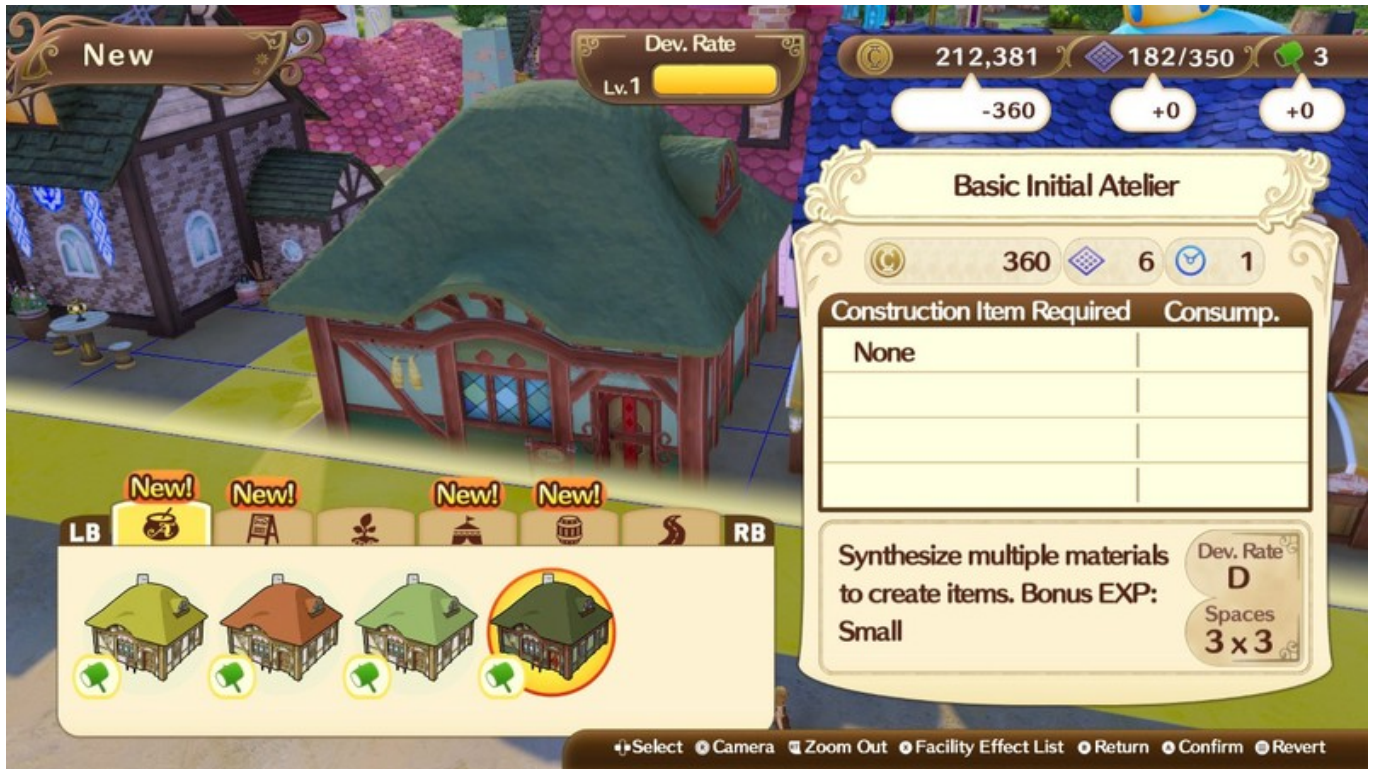 New
Dev. Rate
Lv.1
212,381 182/350 3
-360 +0 +0
Basic Initial Atelier
360 6 1
Construction Item Required Consump.
None
Synthesize multiple materials
to create items. Bonus EXP:
Small
Dev. Rate
D
Spaces
3 x 3
New! New! New! New!
LB RB
Select Camera Zoom Out Facility Effect List Return Confirm Revert